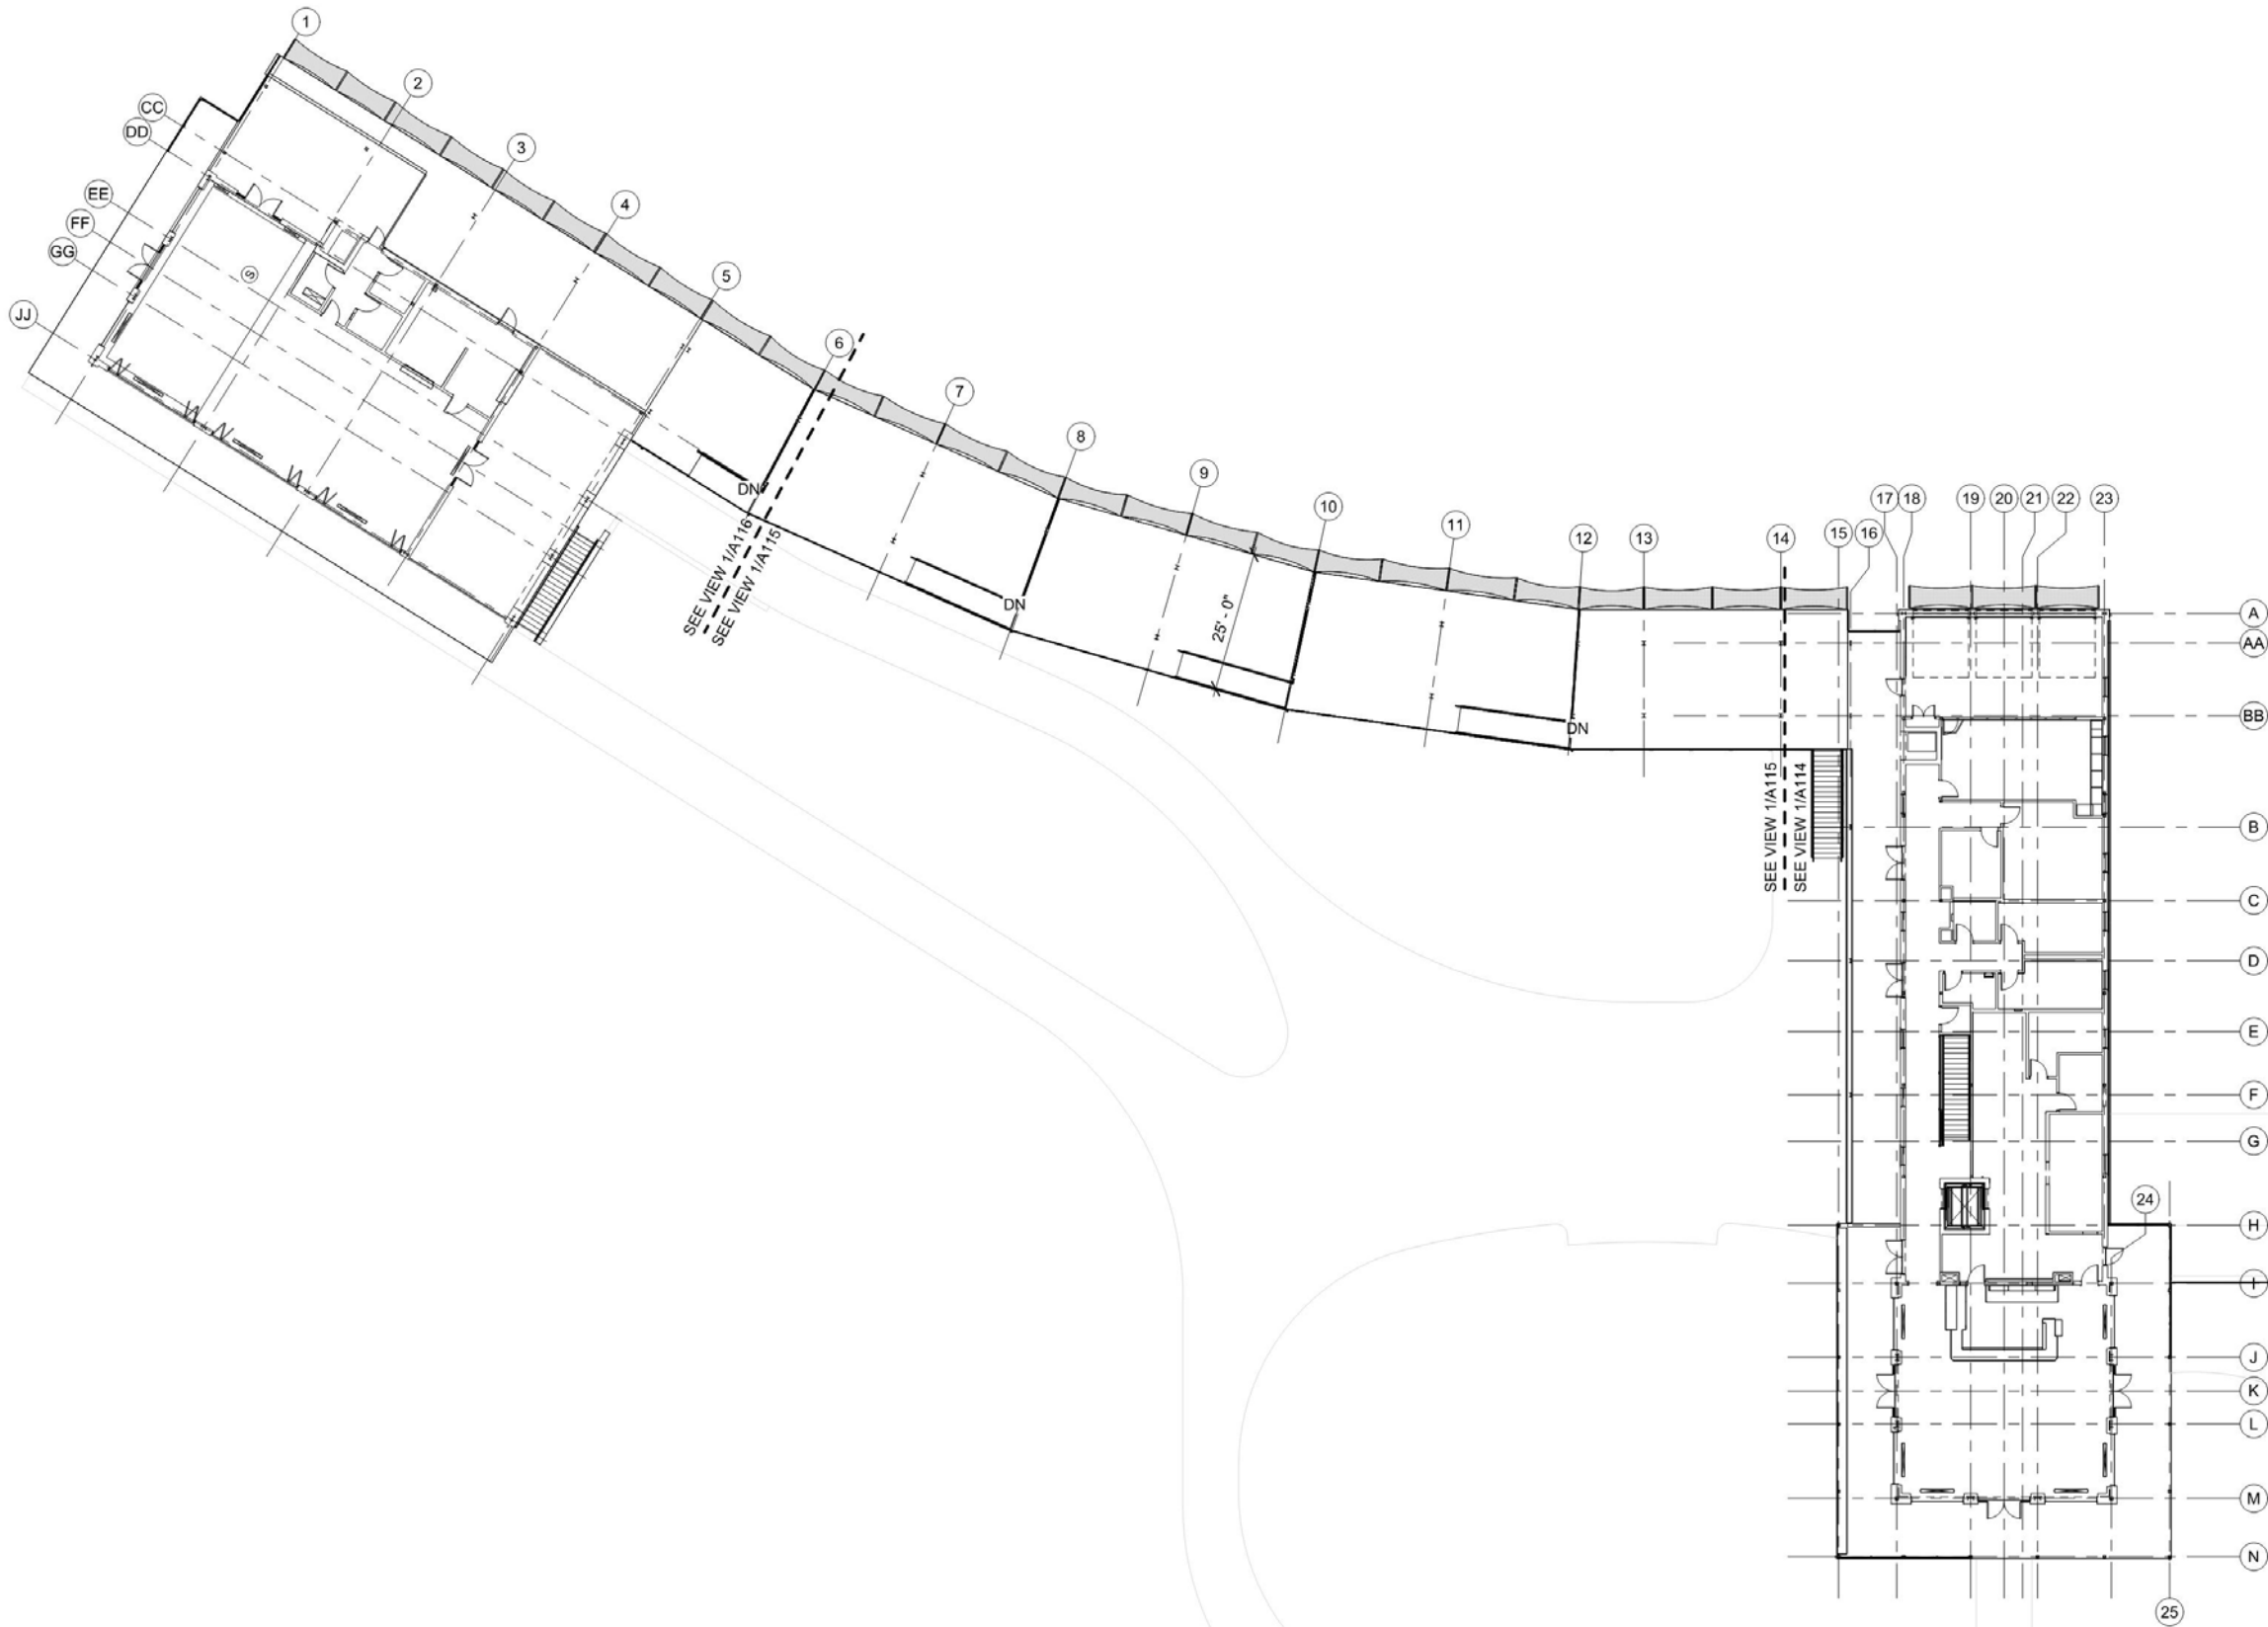 1
2
CC
DD
3
EE
4
FF
GG
S
5
JJ
6
7
8
9
DN
10
17
18
19
20
21
22
23
11
12
13
14
15
16
SEE VIEW 1/A116
SEE VIEW 1/A115
DN
25' - 0"
A
AA
BB
DN
SEE VIEW 1/A115
SEE VIEW 1/A114
B
C
D
E
F
G
24
H
I
J
K
L
M
N
25